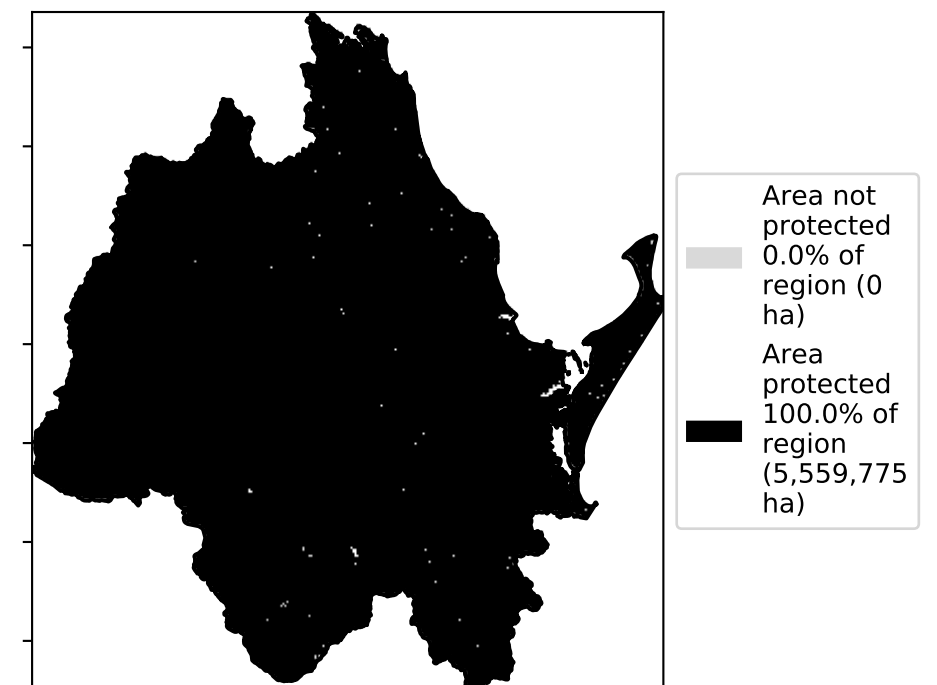 Area not
protected
0.0% of
region (0
ha)
Area
protected
100.0% of
region
(5,559,775
ha)